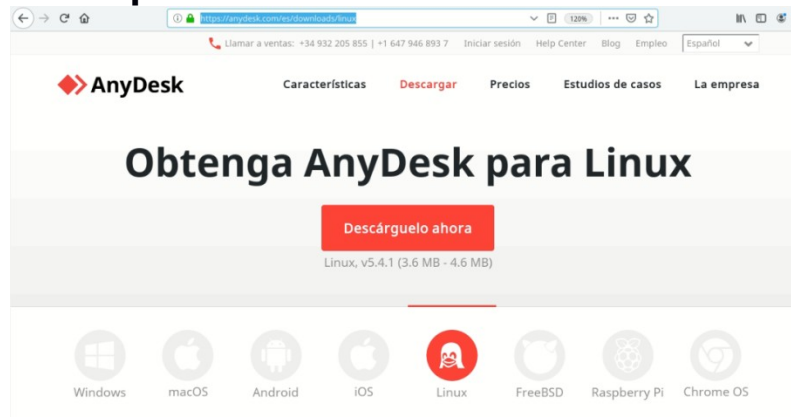 https://anydesk.com/es/downloads/linux 120%
Llamar a ventas: +34 932 205 855 | +1 647 946 893 7 Iniciar sesión Help Center Blog Empleo Español
AnyDesk Características Descargar Precios Estudios de casos La empresa
Obtenga AnyDesk para Linux
Descárguelo ahora
Linux, v5.4.1 (3.6 MB - 4.6 MB)
Windows macOS Android iOS Linux FreeBSD Raspberry Pi Chrome OS